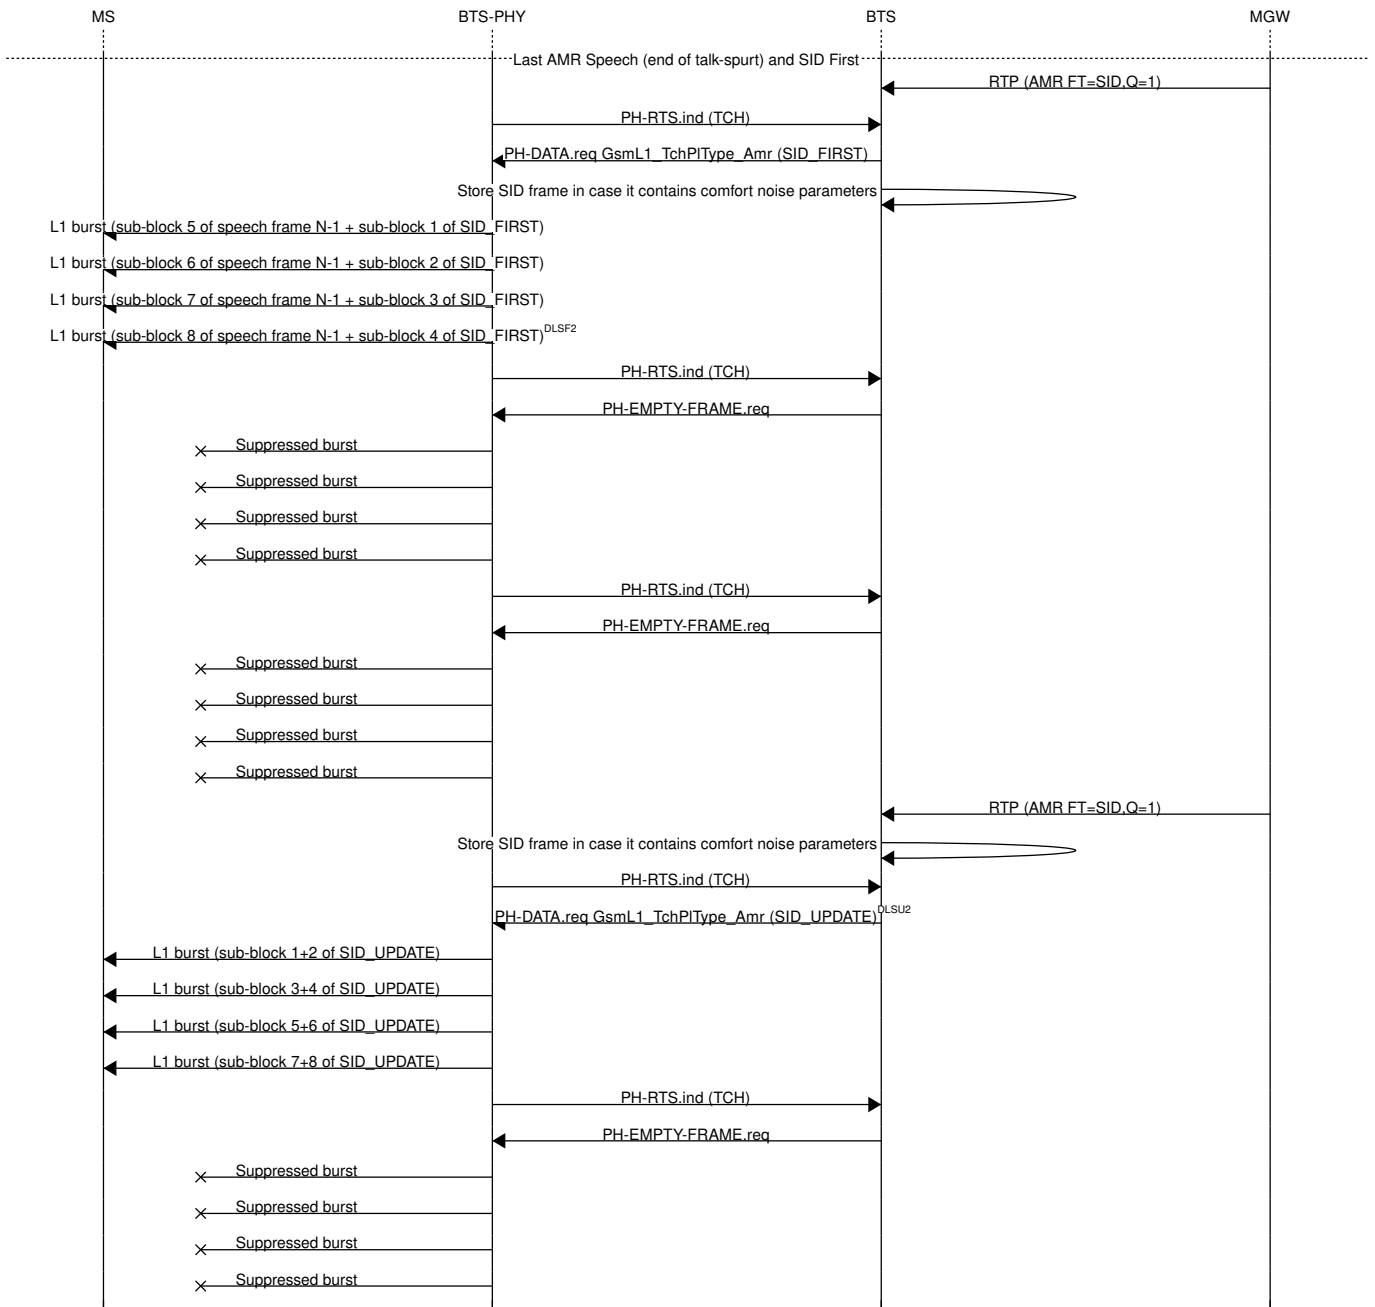 MS BTS-PHY BTS MGW
Last AMR Speech (end of talk-spurt) and SID First
RTP (AMR FT=SID,Q=1)
PH-RTS.ind (TCH)
PH-DATA.req GsmL1_TchPlType_Amr (SID_FIRST)
Store SID frame in case it contains comfort noise parameters
L1 burst (sub-block 5 of speech frame N-1 + sub-block 1 of SID_FIRST)
L1 burst (sub-block 6 of speech frame N-1 + sub-block 2 of SID_FIRST)
L1 burst (sub-block 7 of speech frame N-1 + sub-block 3 of SID_FIRST)
L1 burst (sub-block 8 of speech frame N-1 + sub-block 4 of SID_FIRST) DLSF2
PH-RTS.ind (TCH)
PH-EMPTY-FRAME.req
Suppressed burst
Suppressed burst
Suppressed burst
Suppressed burst
PH-RTS.ind (TCH)
PH-EMPTY-FRAME.req
Suppressed burst
Suppressed burst
Suppressed burst
Suppressed burst
RTP (AMR FT=SID,Q=1)
Store SID frame in case it contains comfort noise parameters
PH-RTS.ind (TCH)
PH-DATA.req GsmL1_TchPlType_Amr (SID_UPDATE) DLSU2
L1 burst (sub-block 1+2 of SID_UPDATE)
L1 burst (sub-block 3+4 of SID_UPDATE)
L1 burst (sub-block 5+6 of SID_UPDATE)
L1 burst (sub-block 7+8 of SID_UPDATE)
PH-RTS.ind (TCH)
PH-EMPTY-FRAME.req
Suppressed burst
Suppressed burst
Suppressed burst
Suppressed burst